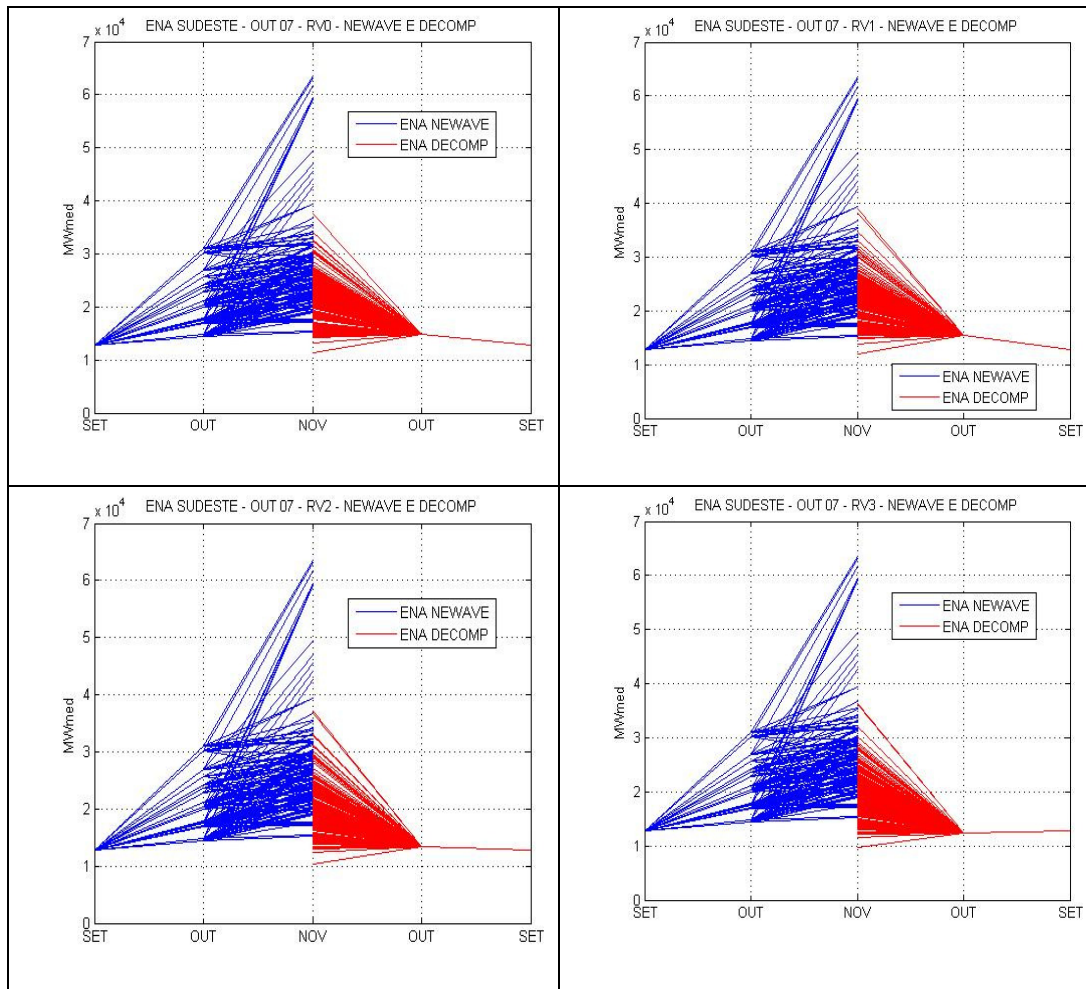 ENA SUDESTE - OUT 07 - RV0 - NEWAVE E DECOMP
x 10^4
7
6
5
4
3
2
1
0
MWmed
ENA NEWAVE
ENA DECOMP
SET OUT NOV OUT SET
ENA SUDESTE - OUT 07 - RV1 - NEWAVE E DECOMP
x 10^4
7
6
5
4
3
2
1
0
MWmed
ENA NEWAVE
ENA DECOMP
SET OUT NOV OUT SET
ENA SUDESTE - OUT 07 - RV2 - NEWAVE E DECOMP
x 10^4
7
6
5
4
3
2
1
0
MWmed
ENA NEWAVE
ENA DECOMP
SET OUT NOV OUT SET
ENA SUDESTE - OUT 07 - RV3 - NEWAVE E DECOMP
x 10^4
7
6
5
4
3
2
1
0
MWmed
ENA NEWAVE
ENA DECOMP
SET OUT NOV OUT SET